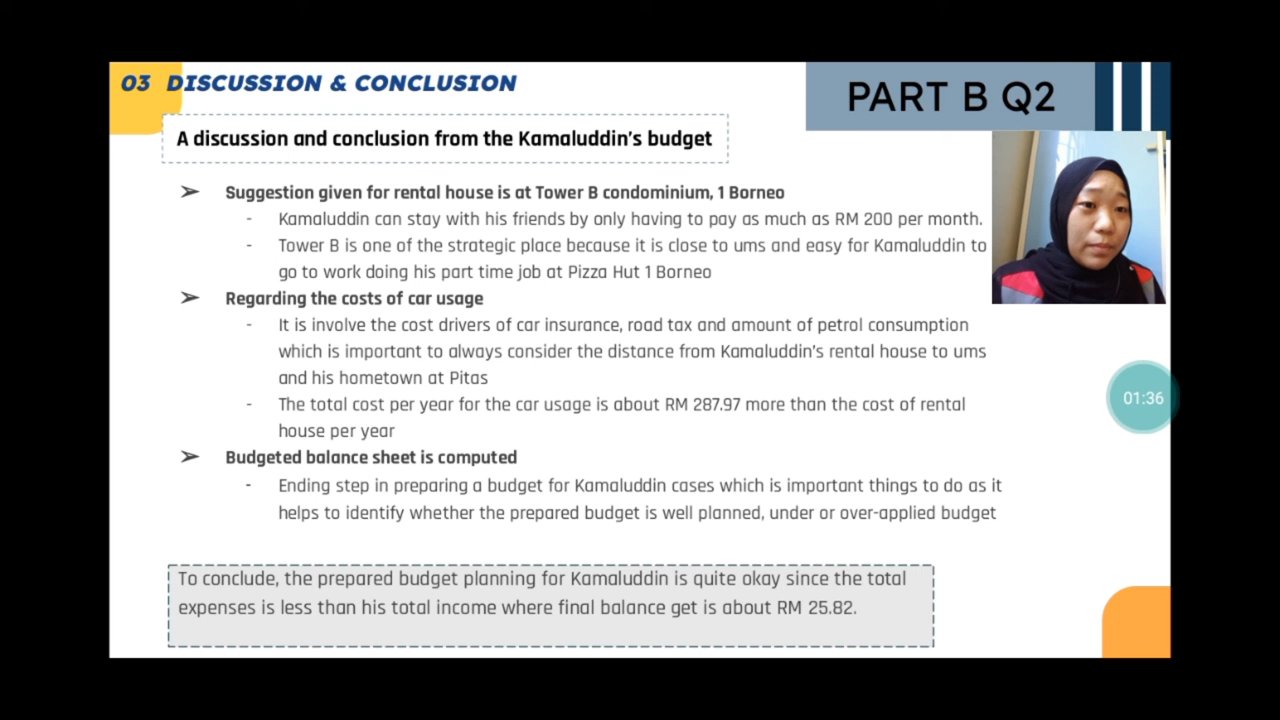 03 DISCUSSION & CONCLUSION
PART B Q2
A discussion and conclusion from the Kamaluddin's budget
➢ Suggestion given for rental house is at Tower B condominium, 1 Borneo
- Kamaluddin can stay with his friends by only having to pay as much as RM 200 per month.
- Tower B is one of the strategic place because it is close to ums and easy for Kamaluddin to
go to work doing his part time job at Pizza Hut 1 Borneo
➢ Regarding the costs of car usage
- It is involve the cost drivers of car insurance, road tax and amount of petrol consumption
which is important to always consider the distance from Kamaluddin's rental house to ums
and his hometown at Pitas
- The total cost per year for the car usage is about RM 287.97 more than the cost of rental
house per year
➢ Budgeted balance sheet is computed
- Ending step in preparing a budget for Kamaluddin cases which is important things to do as it
helps to identify whether the prepared budget is well planned, under or over-applied budget
01:36
To conclude, the prepared budget planning for Kamaluddin is quite okay since the total
expenses is less than his total income where final balance get is about RM 25.82.